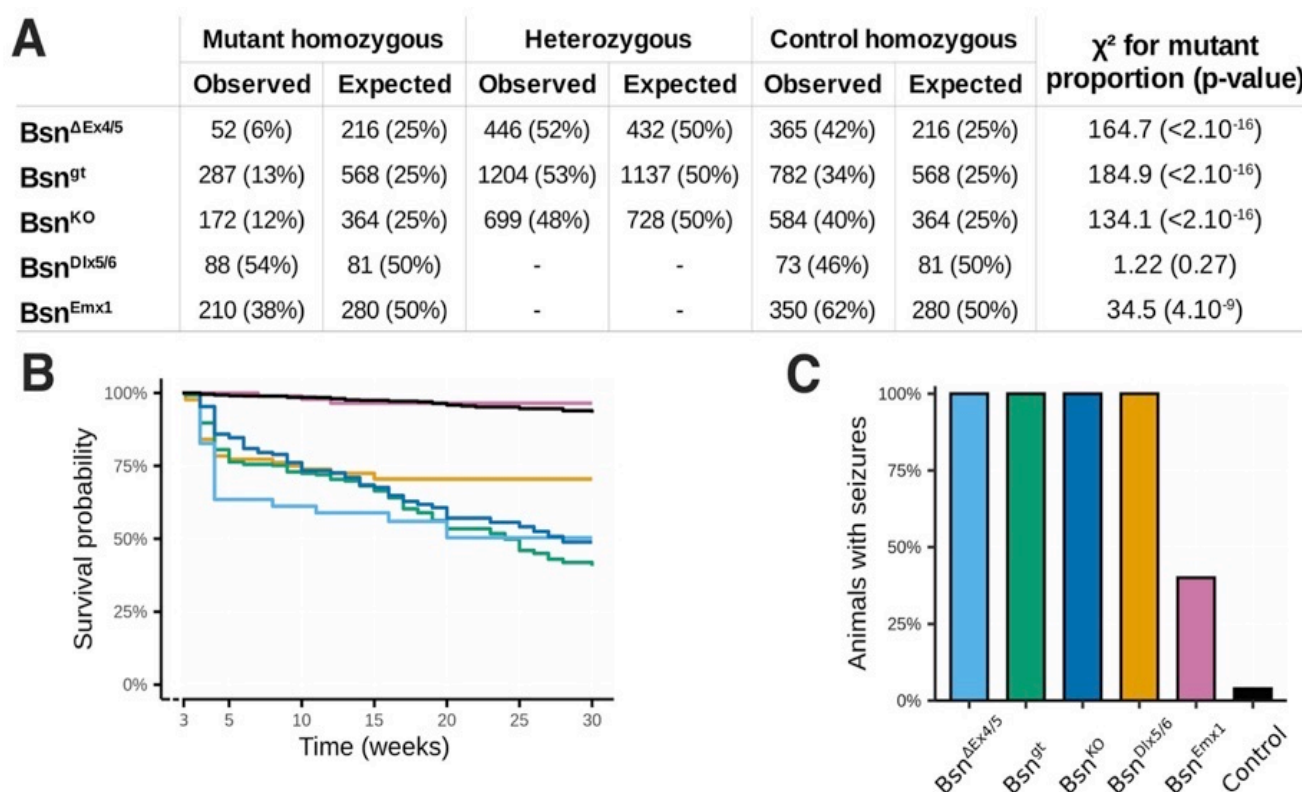 A
Mutant homozygous Heterozygous Control homozygous χ² for mutant proportion (p-value)
Observed Expected Observed Expected Observed Expected
Bsn^ΔEx4/5 52 (6%) 216 (25%) 446 (52%) 432 (50%) 365 (42%) 216 (25%) 164.7 (<2.10^-16)
Bsn^gt 287 (13%) 568 (25%) 1204 (53%) 1137 (50%) 782 (34%) 568 (25%) 184.9 (<2.10^-16)
Bsn^KO 172 (12%) 364 (25%) 699 (48%) 728 (50%) 584 (40%) 364 (25%) 134.1 (<2.10^-16)
Bsn^Dlx5/6 88 (54%) 81 (50%) - - 73 (46%) 81 (50%) 1.22 (0.27)
Bsn^Emx1 210 (38%) 280 (50%) - - 350 (62%) 280 (50%) 34.5 (4.10^-9)
B
Survival probability
100%
75%
50%
25%
0%
3 5 10 15 20 25 30
Time (weeks)
C
Animals with seizures
100%
75%
50%
25%
0%
Bsn^ΔEx4/5 Bsn^gt Bsn^KO Bsn^Dlx5/6 Bsn^Emx1 Control